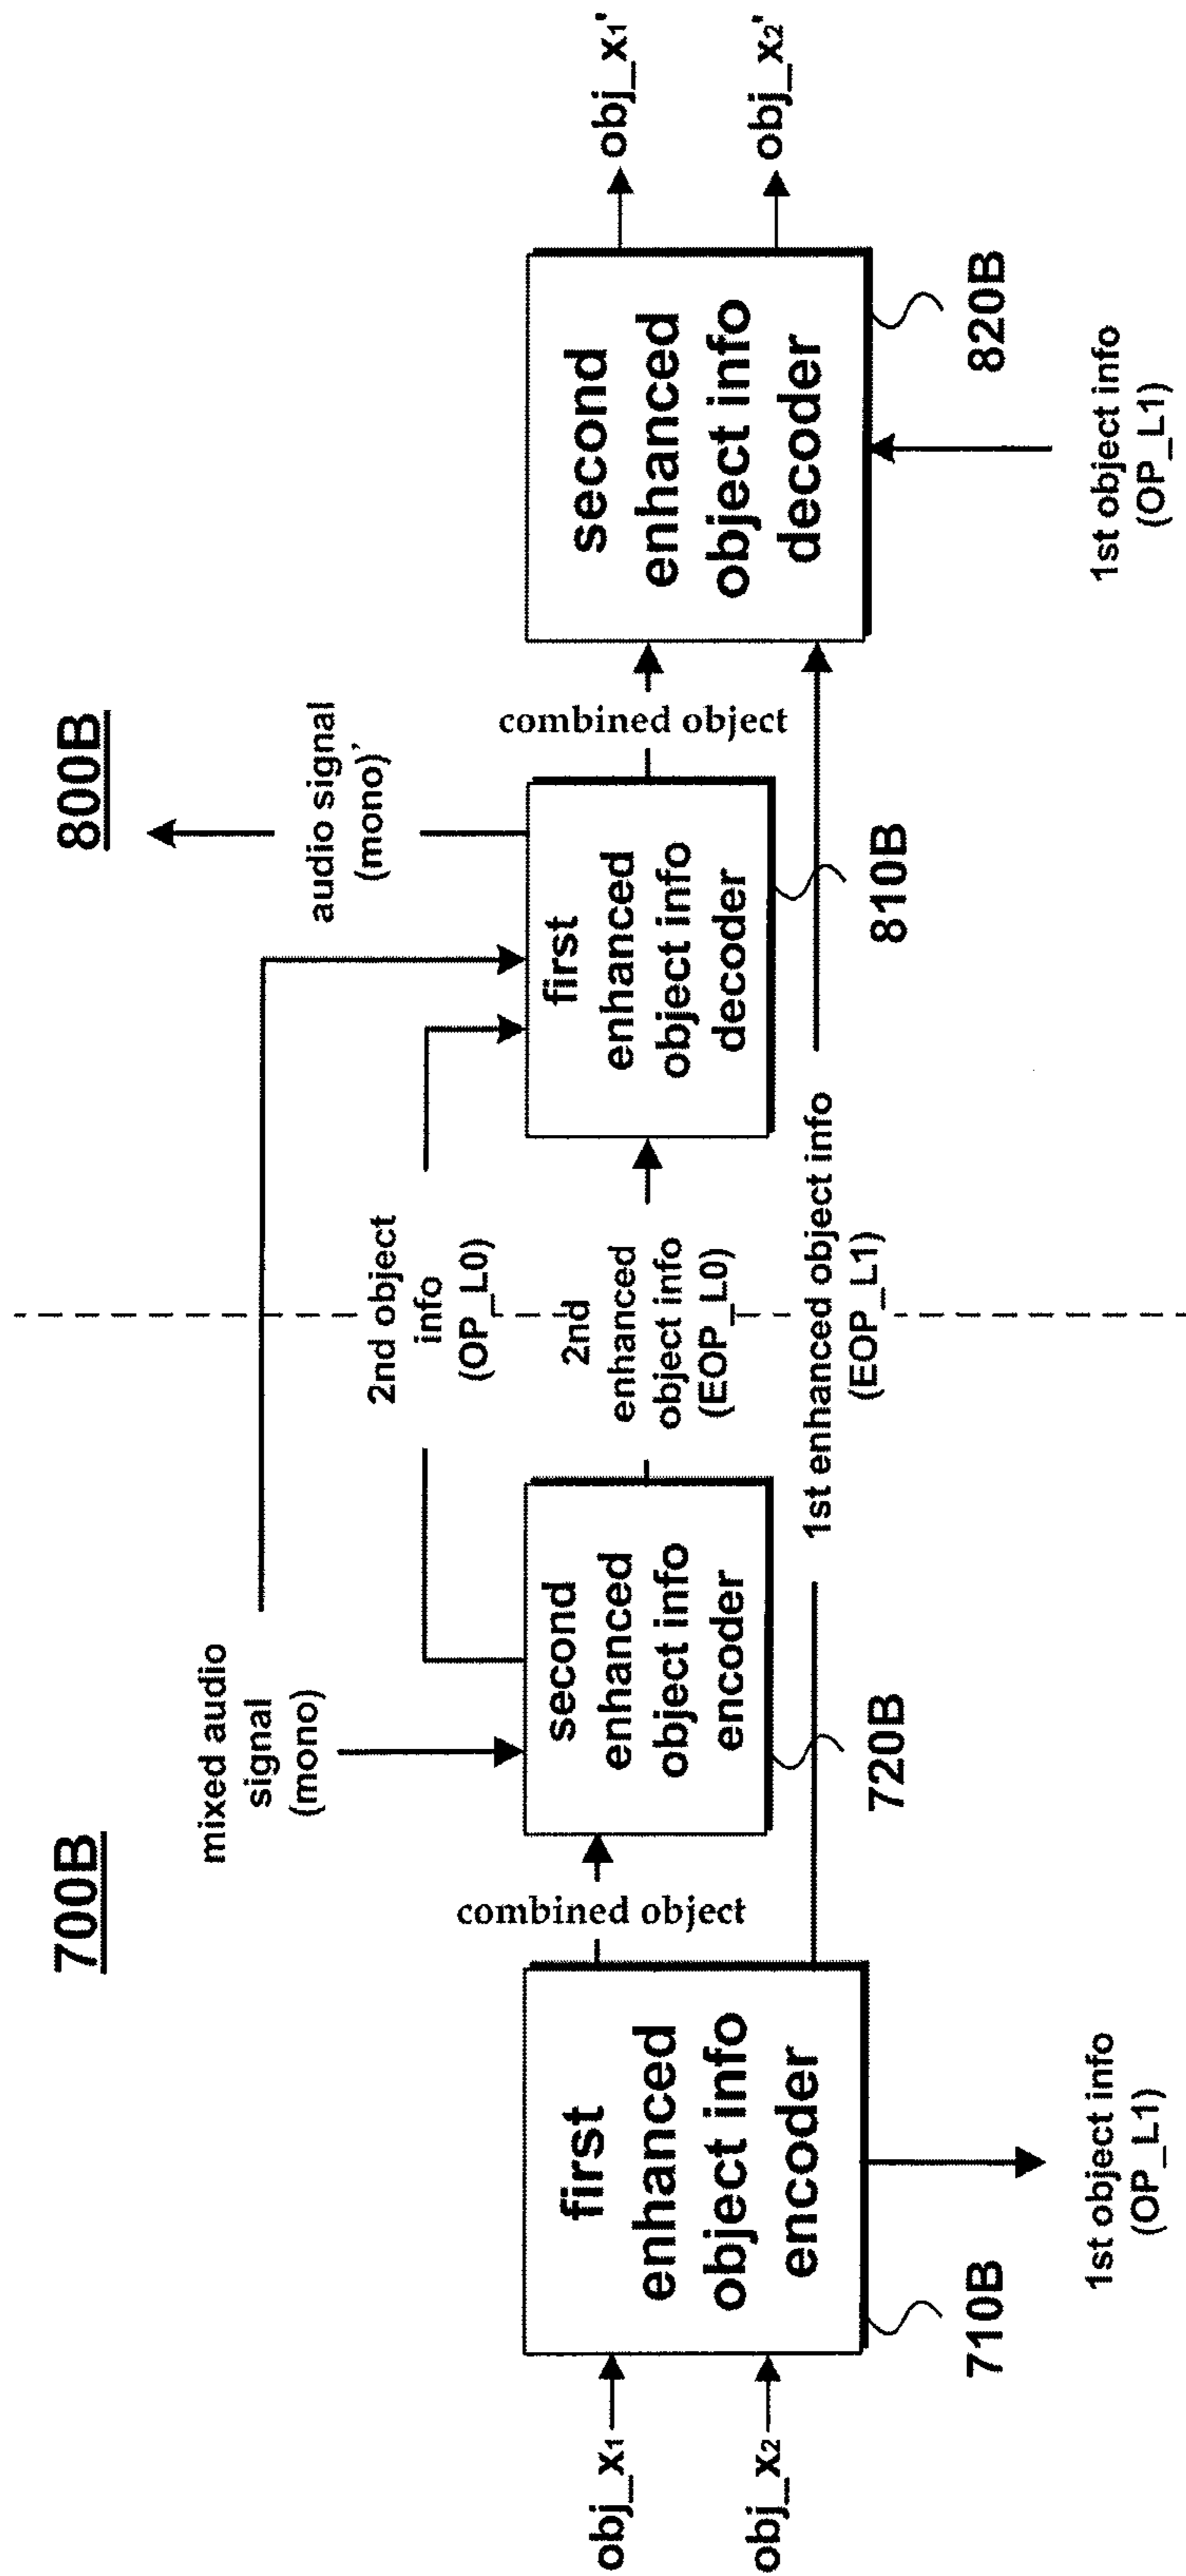 700B
800B
mixed audio
signal
(mono)
audio signal
(mono)'
2nd object
info
(OP_L0)
obj_x1
obj_x2
first
enhanced
object info
encoder
710B
1st object info
(OP_L1)
combined object
second
enhanced
object info
encoder
720B
2nd
enhanced
object info
(EOP_L0)
1st enhanced object info
(EOP_L1)
first
enhanced
object info
decoder
810B
combined object
second
enhanced
object info
decoder
820B
1st object info
(OP_L1)
obj_x1'
obj_x2'